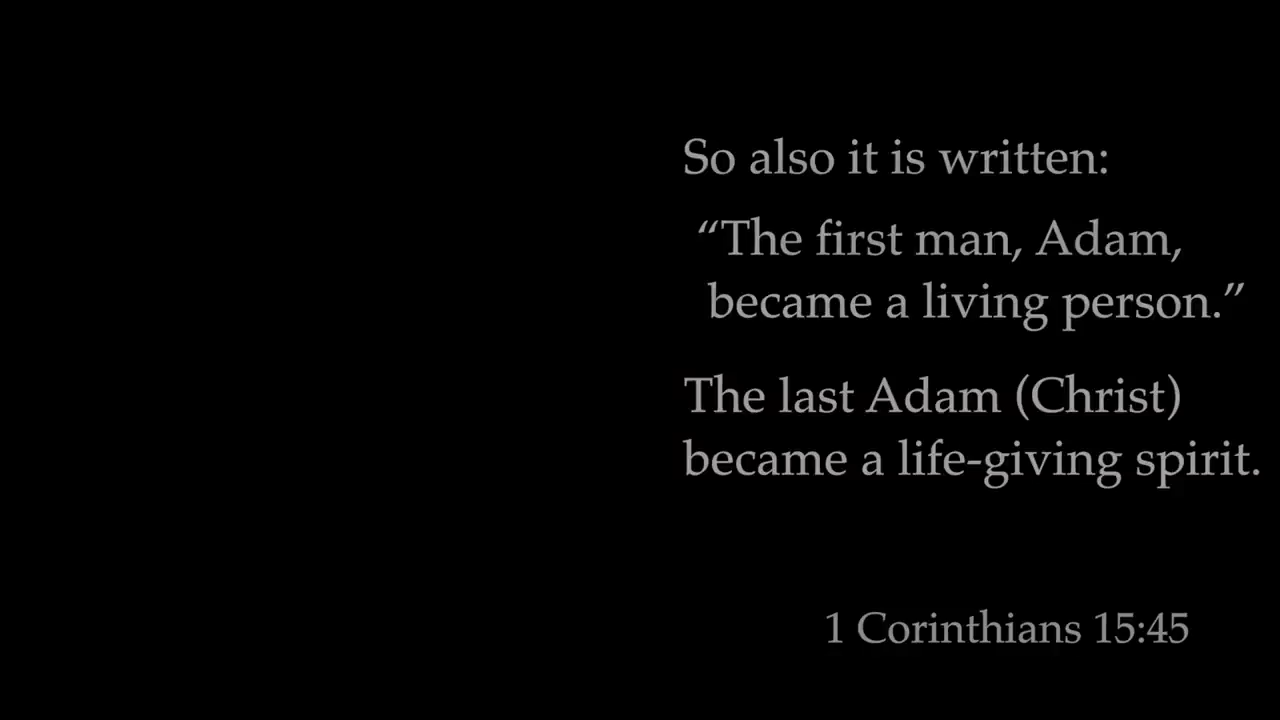 So also it is written:
“The first man, Adam,
became a living person.”
The last Adam (Christ)
became a life-giving spirit.
1 Corinthians 15:45